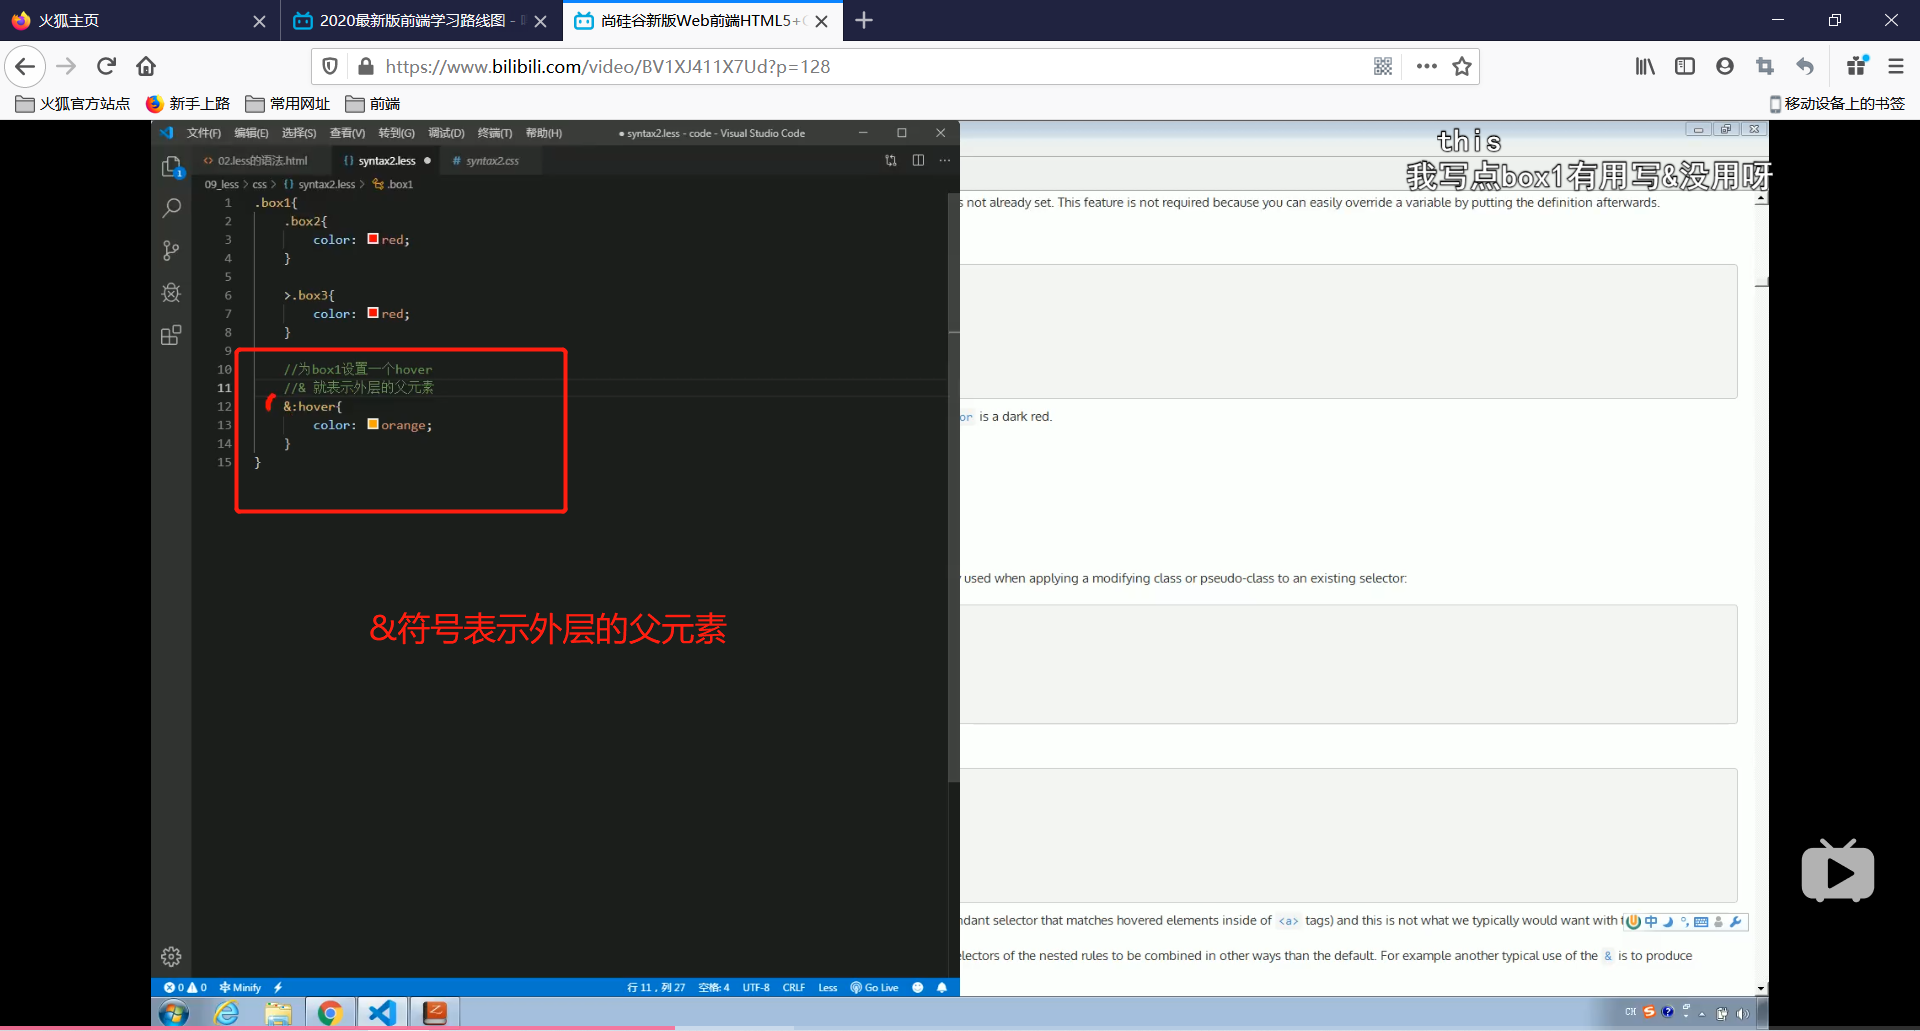 火狐主页
2020最新版前端学习路线图 -
尚硅谷新版Web前端HTML5+
https://www.bilibili.com/video/BV1XJ411X7Ud?p=128
火狐官方站点 新手上路 常用网址 前端 移动设备上的书签
文件(F) 编辑(E) 选择(S) 查看(V) 转到(G) 调试(D) 终端(T) 帮助(H) ● syntax2.less - code - Visual Studio Code
this
我写点box1有用写&没用呀
02.less的语法.html syntax2.less ● # syntax2.css
09_less > css > {} syntax2.less > .box1
1 .box1{
2 .box2{
3 color: red;
4 }
5
6 >.box3{
7 color: red;
8 }
9
10 //为box1设置一个hover
11 //& 就表示外层的父元素
12 &:hover{
13 color: orange;
14 }
15 }
&符号表示外层的父元素
s not already set. This feature is not required because you can easily override a variable by putting the definition afterwards.
or is a dark red.
used when applying a modifying class or pseudo-class to an existing selector:
ndant selector that matches hovered elements inside of <a> tags) and this is not what we typically would want with
electors of the nested rules to be combined in other ways than the default. For example another typical use of the & is to produce
中
0 0 Minify 行 11，列 27 空格: 4 UTF-8 CRLF Less Go Live
CH